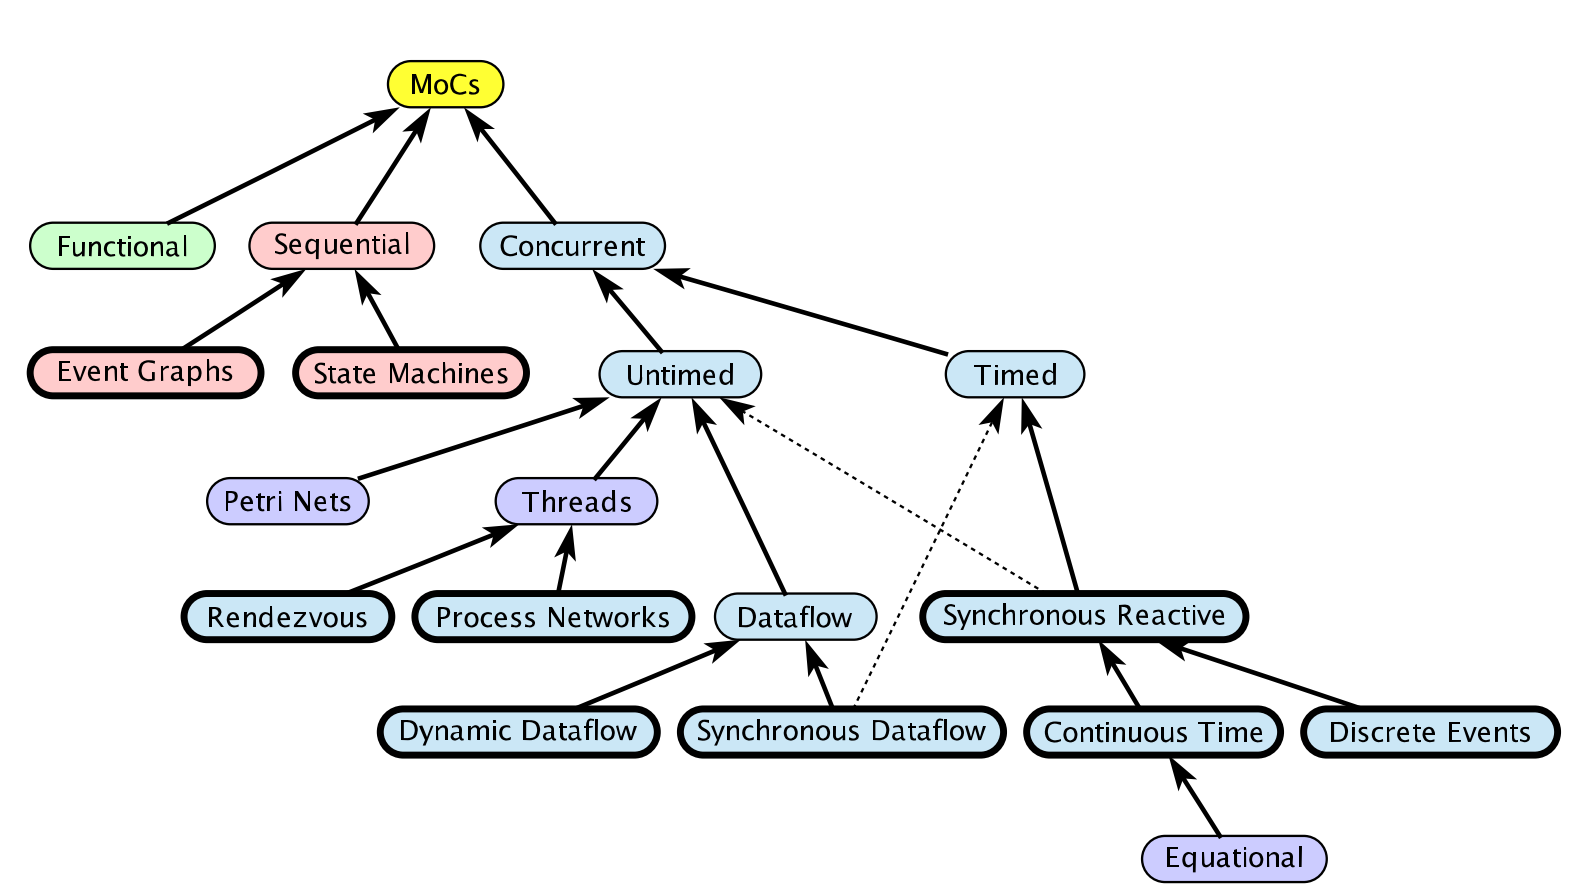 MoCs
Functional
Sequential
Concurrent
Event Graphs
State Machines
Untimed
Timed
Petri Nets
Threads
Rendezvous
Process Networks
Dataflow
Synchronous Reactive
Dynamic Dataflow
Synchronous Dataflow
Continuous Time
Discrete Events
Equational